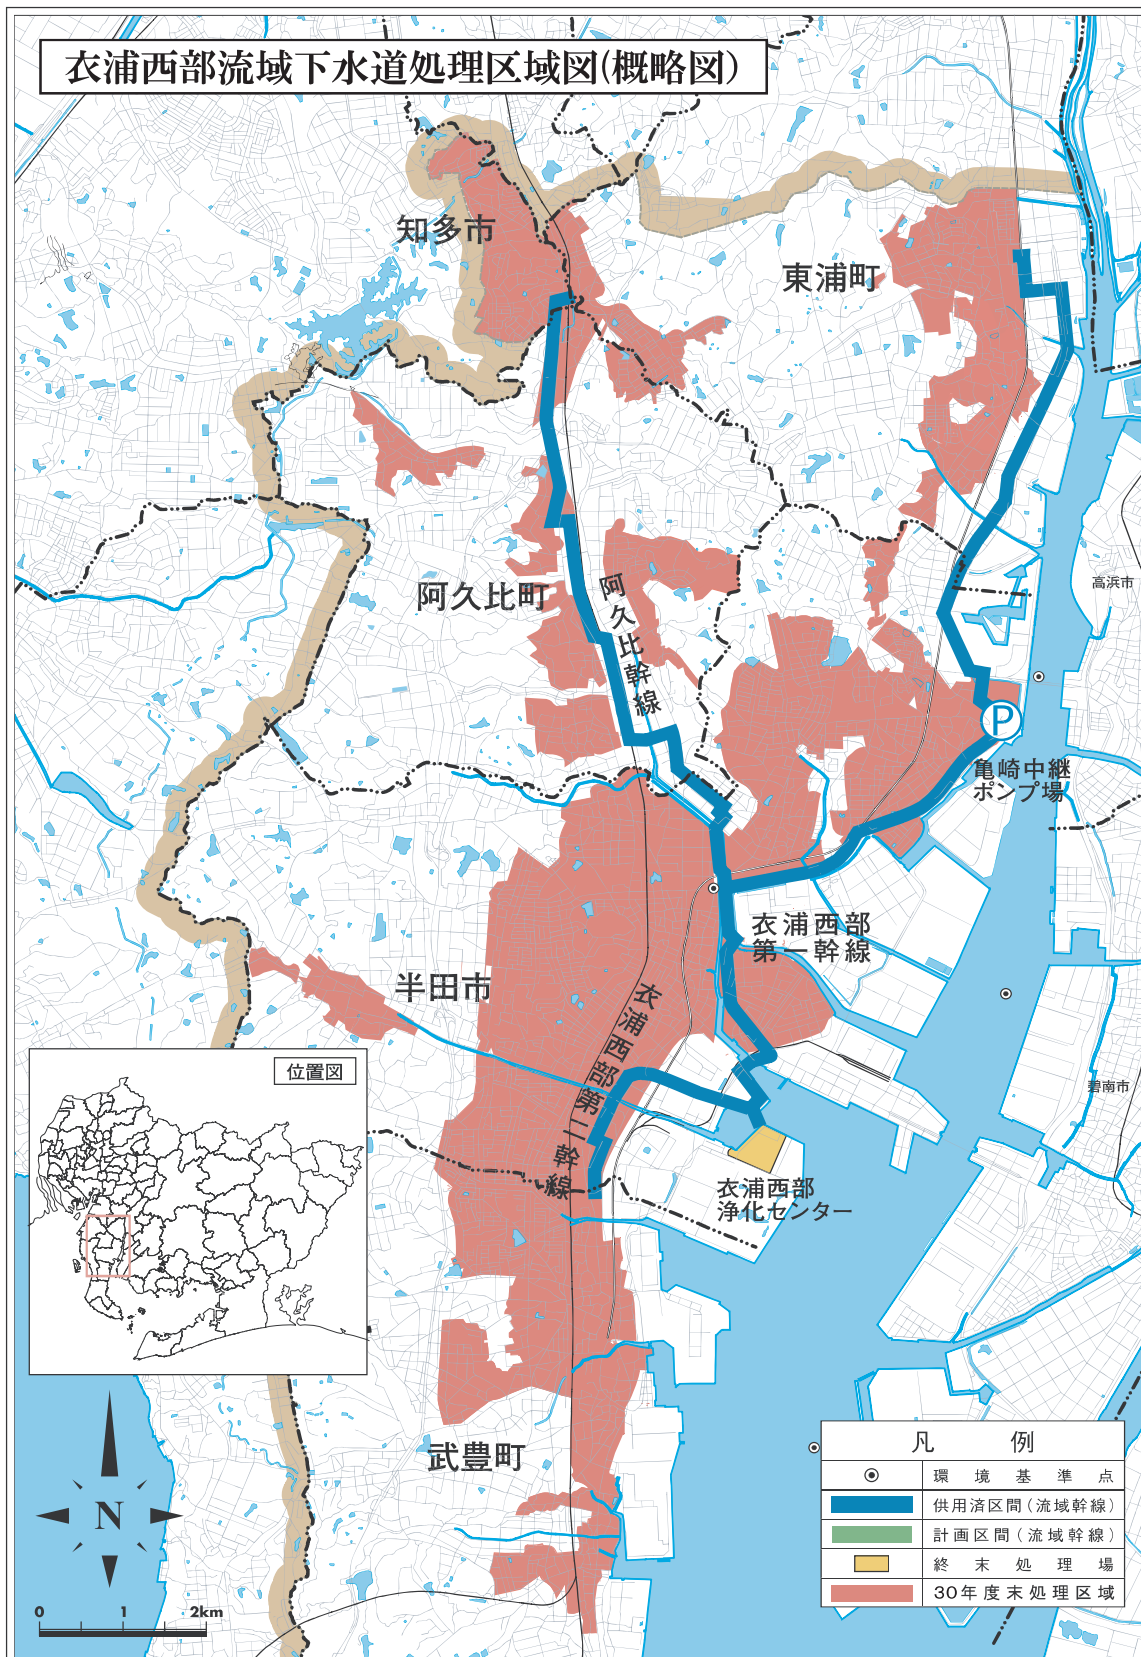 衣浦西部流域下水道処理区域図(概略図)
知多市
東浦町
高浜市
阿久比町
阿久比幹線
P
亀崎中継
ポンプ場
衣浦西部
第一幹線
半田市
衣浦西部第二幹線
位置図
碧南市
衣浦西部
浄化センター
武豊町
凡例
環境基準点
供用済区間(流域幹線)
計画区間(流域幹線)
終末処理場
30年度末処理区域
N
0 1 2km